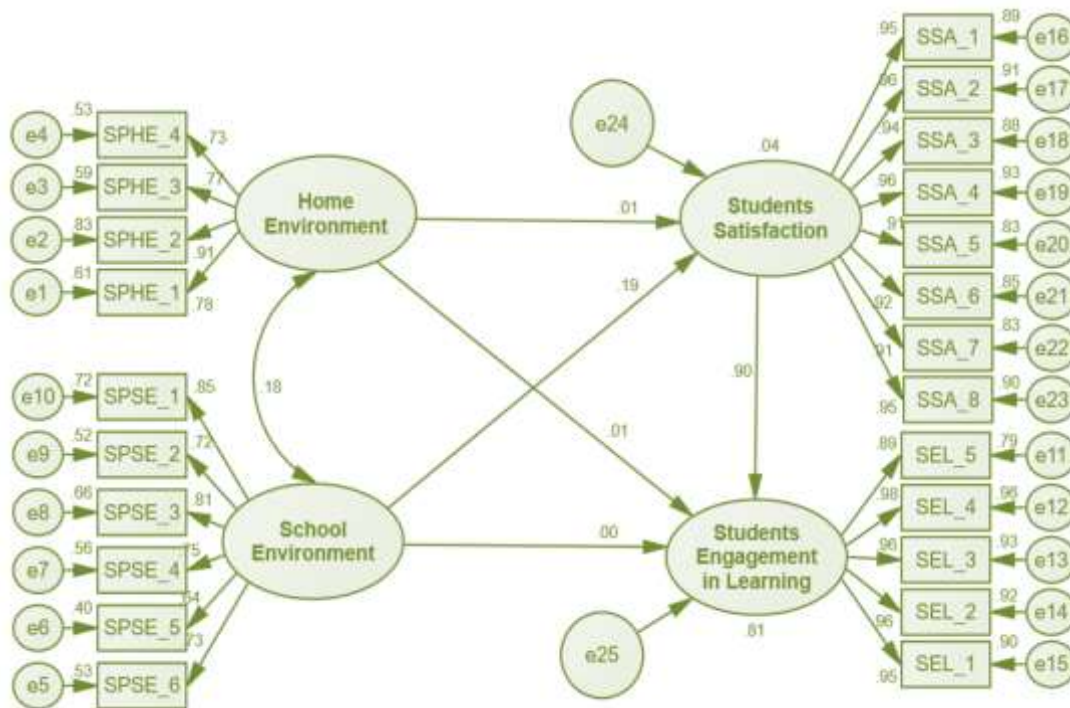 .53
e4
SPHE_4
.73
.59
e3
SPHE_3
.77
.83
e2
SPHE_2
.91
.61
e1
SPHE_1
.78
Home
Environment
.18
.72
e10
SPSE_1
.85
.52
e9
SPSE_2
.72
.66
e8
SPSE_3
.81
.56
e7
SPSE_4
.75
.40
e6
SPSE_5
.64
.53
e5
SPSE_6
.73
School
Environment
.01
.19
.01
.00
.90
e24
.04
Students
Satisfaction
.95
SSA_1
.89
e16
.96
SSA_2
.91
e17
.94
SSA_3
.88
e18
.96
SSA_4
.93
e19
.91
SSA_5
.83
e20
.92
SSA_6
.85
e21
.91
SSA_7
.83
e22
.95
SSA_8
.90
e23
Students
Engagement
in Learning
.81
e25
.89
SEL_5
.79
e11
.98
SEL_4
.96
e12
.96
SEL_3
.93
e13
.96
SEL_2
.92
e14
.95
SEL_1
.90
e15